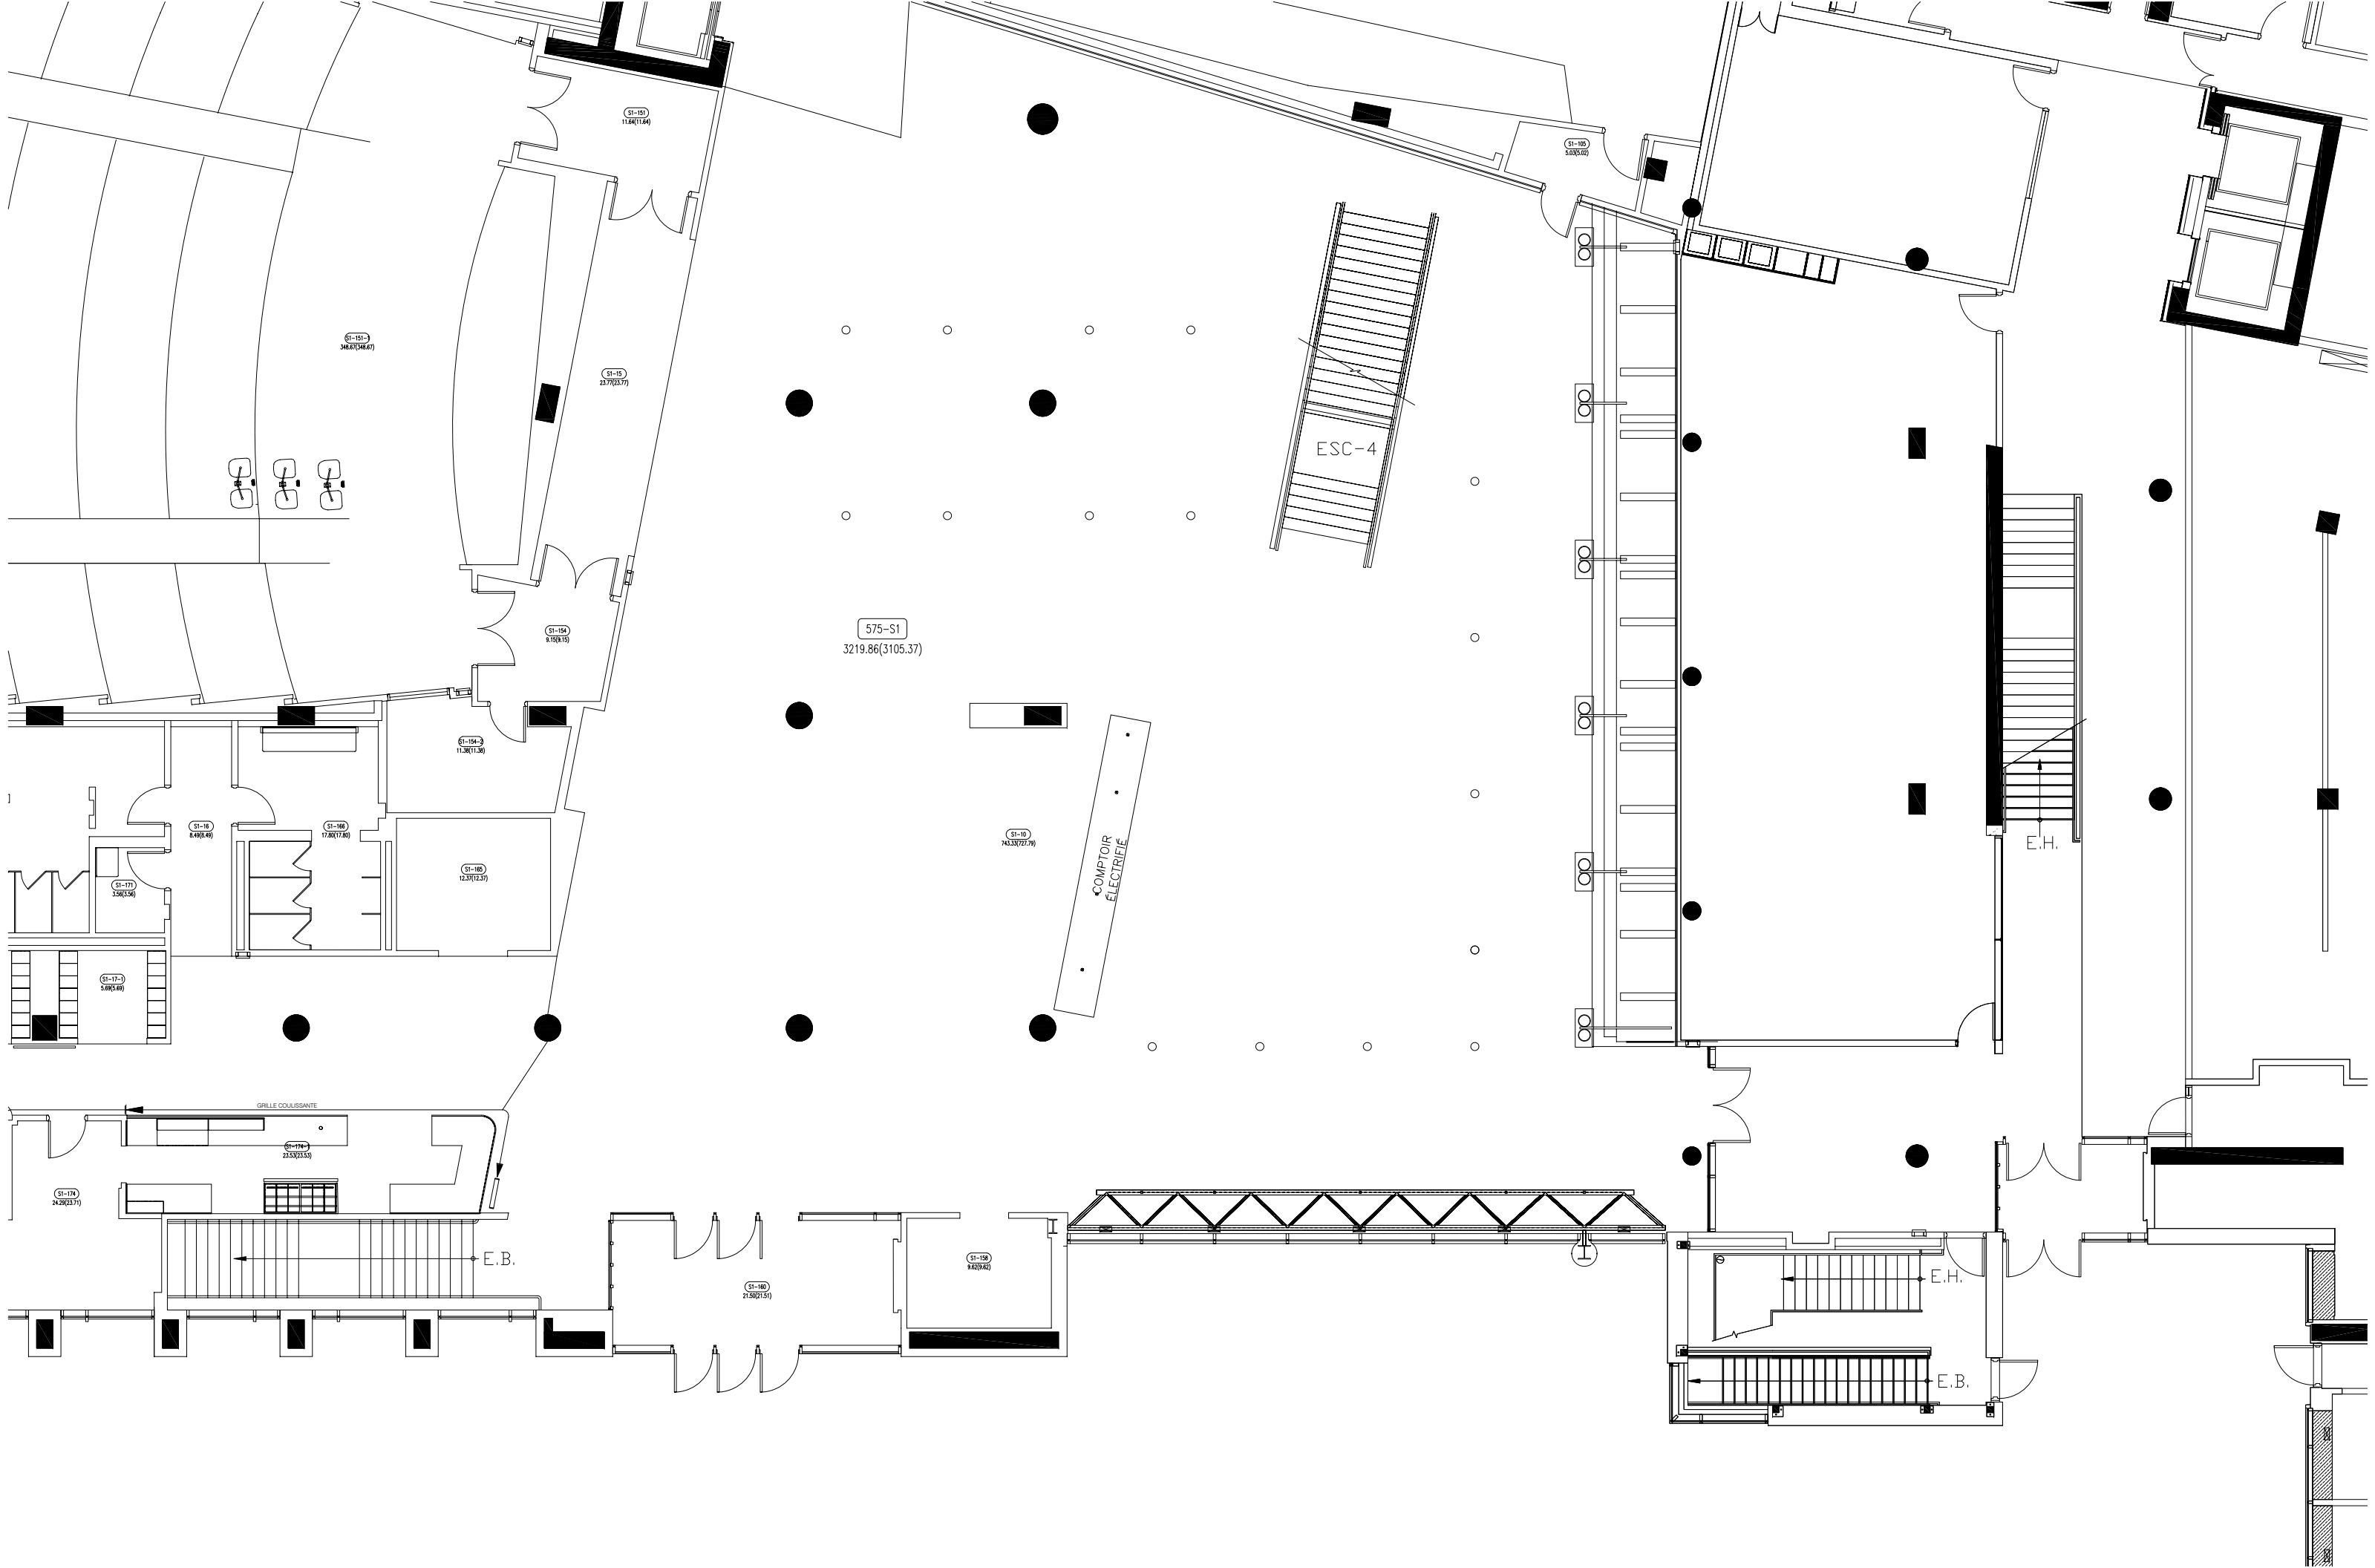 S1-151
11.64(11.64)
S1-105
5.03(5.02)
S1-151-1
348.67(348.67)
S1-15
23.77(23.77)
ESC-4
575-S1
3219.86(3105.37)
S1-154
9.15(9.15)
S1-154-2
11.38(11.38)
S1-16
8.49(8.49)
S1-166
17.80(17.80)
S1-10
743.33(727.79)
COMPTOIR
ÉLECTRIFIÉ
E.H.
S1-165
12.37(12.37)
S1-171
3.56(3.56)
S1-17-1
5.69(5.69)
GRILLE COULISSANTE
S1-174-1
23.53(23.53)
S1-174
24.29(23.71)
E.B.
S1-160
21.50(21.51)
S1-158
9.62(9.62)
E.H.
E.B.